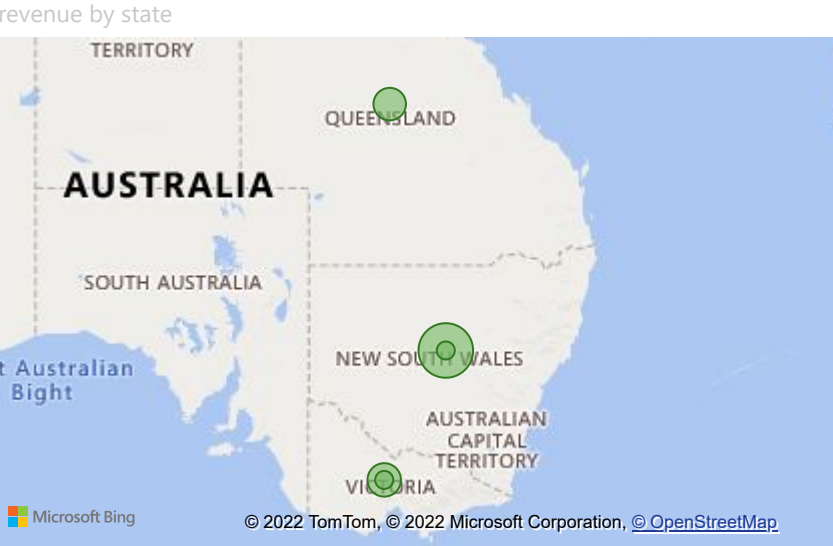 revenue by state
TERRITORY
QUEENSLAND
AUSTRALIA
SOUTH AUSTRALIA
t Australian
Bight
NEW SOUTH WALES
AUSTRALIAN
CAPITAL
TERRITORY
VICTORIA
Microsoft Bing
© 2022 TomTom, © 2022 Microsoft Corporation, © OpenStreetMap